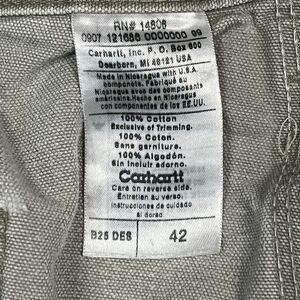 RN# 14806
0907 121686 0000000 99
Carhartt, Inc. P.O. Box 600
Dearborn, MI 48121 USA
Made in Nicaragua with U.S.A.
components. Fabriqué au
Nicaragua avec des composants
américains. Hecho en Nicaragua
con componentes de los EE.UU.
100% Cotton
Exclusive of Trimming.
100% Coton.
Sans garniture.
100% Algodón.
Sin incluir adorno.
Carhartt
Care on reverse side.
Entretien au verso.
Instrucciones de cuidado
al dorso
B25 DES
42